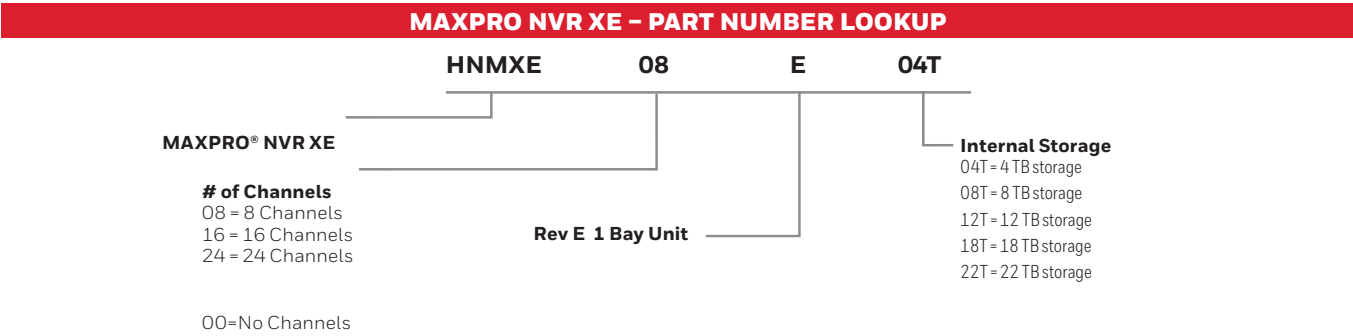 MAXPRO NVR XE – PART NUMBER LOOKUP
HNMXE 08 E 04T
MAXPRO® NVR XE
# of Channels
08 = 8 Channels
16 = 16 Channels
24 = 24 Channels
00=No Channels
Rev E 1 Bay Unit
Internal Storage
04T = 4 TB storage
08T = 8 TB storage
12T = 12 TB storage
18T = 18 TB storage
22T = 22 TB storage